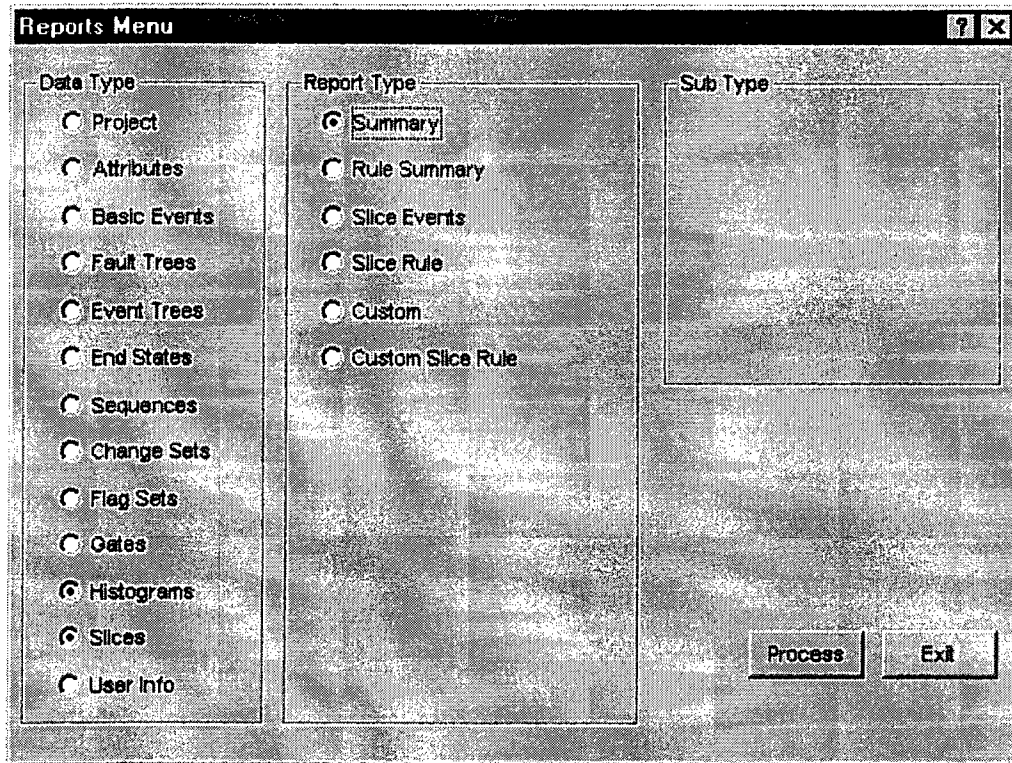 Reports Menu
Data Type
Project
Attributes
Basic Events
Fault Trees
Event Trees
End States
Sequences
Change Sets
Flag Sets
Gates
Histograms
Slices
User Info
Report Type
Summary
Rule Summary
Slice Events
Slice Rule
Custom
Custom Slice Rule
Sub Type
Process
Exit